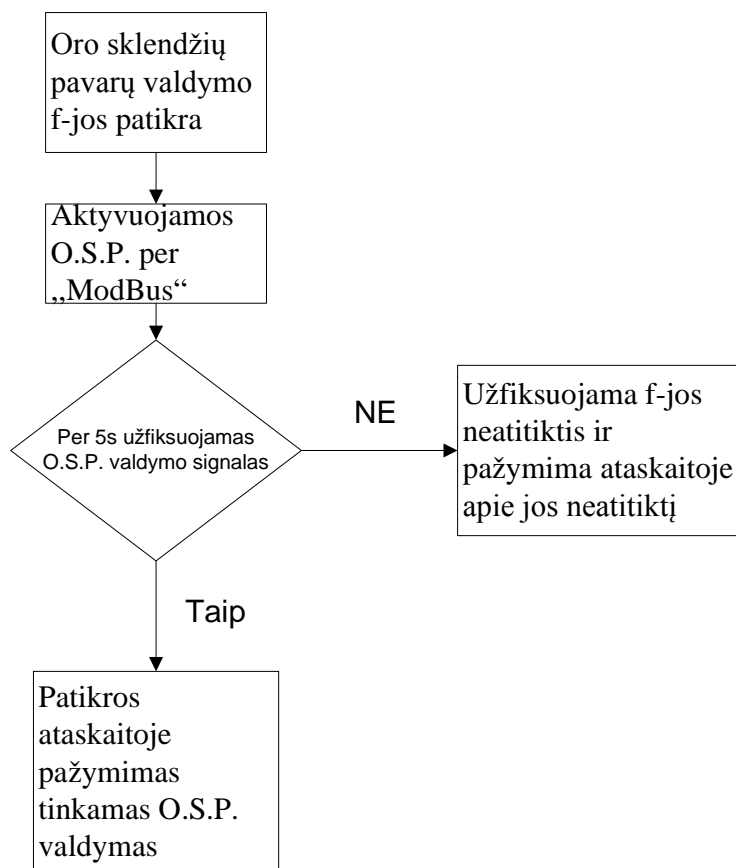 Oro sklendžių
pavarų valdymo
f-jos patikra
Aktyvuojamos
O.S.P. per
„ModBus“
Per 5s užfiksuojamas
O.S.P. valdymo signalas
NE
Užfiksuojama f-jos
neatitiktis ir
pažymima ataskaitoje
apie jos neatitiktį
Taip
Patikros
ataskaitoje
pažymimas
tinkamas O.S.P.
valdymas